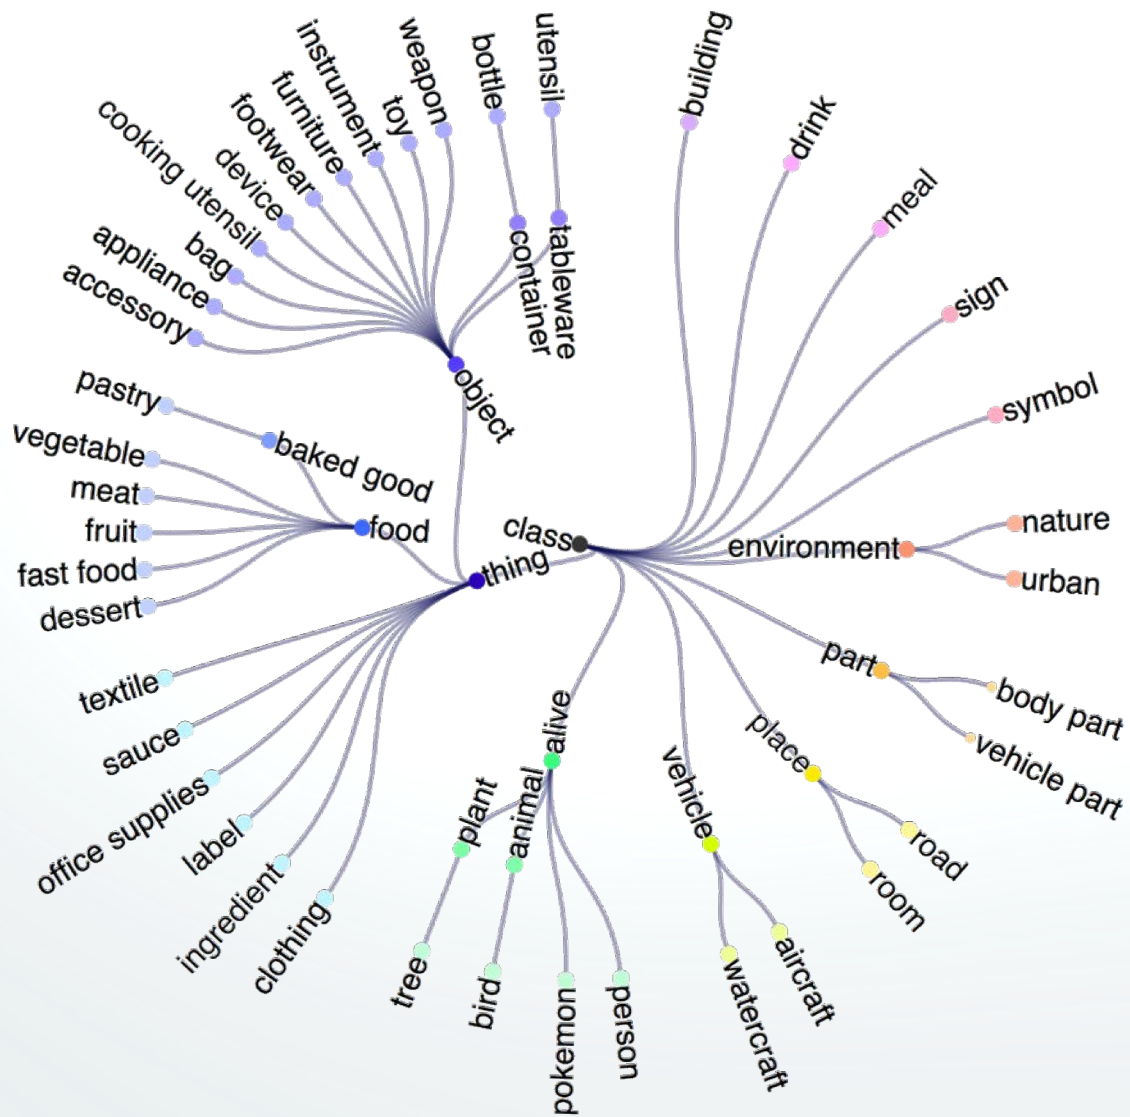 utensil
bottle
weapon
toy
instrument
furniture
footwear
device
cooking utensil
bag
appliance
accessory
container
tableware
object
building
drink
meal
sign
symbol
pastry
baked good
vegetable
meat
fruit
fast food
dessert
food
class
thing
environment
nature
urban
textile
sauce
office supplies
label
ingredient
clothing
alive
plant
animal
tree
bird
pokemon
person
vehicle
watercraft
aircraft
place
road
room
part
body part
vehicle part